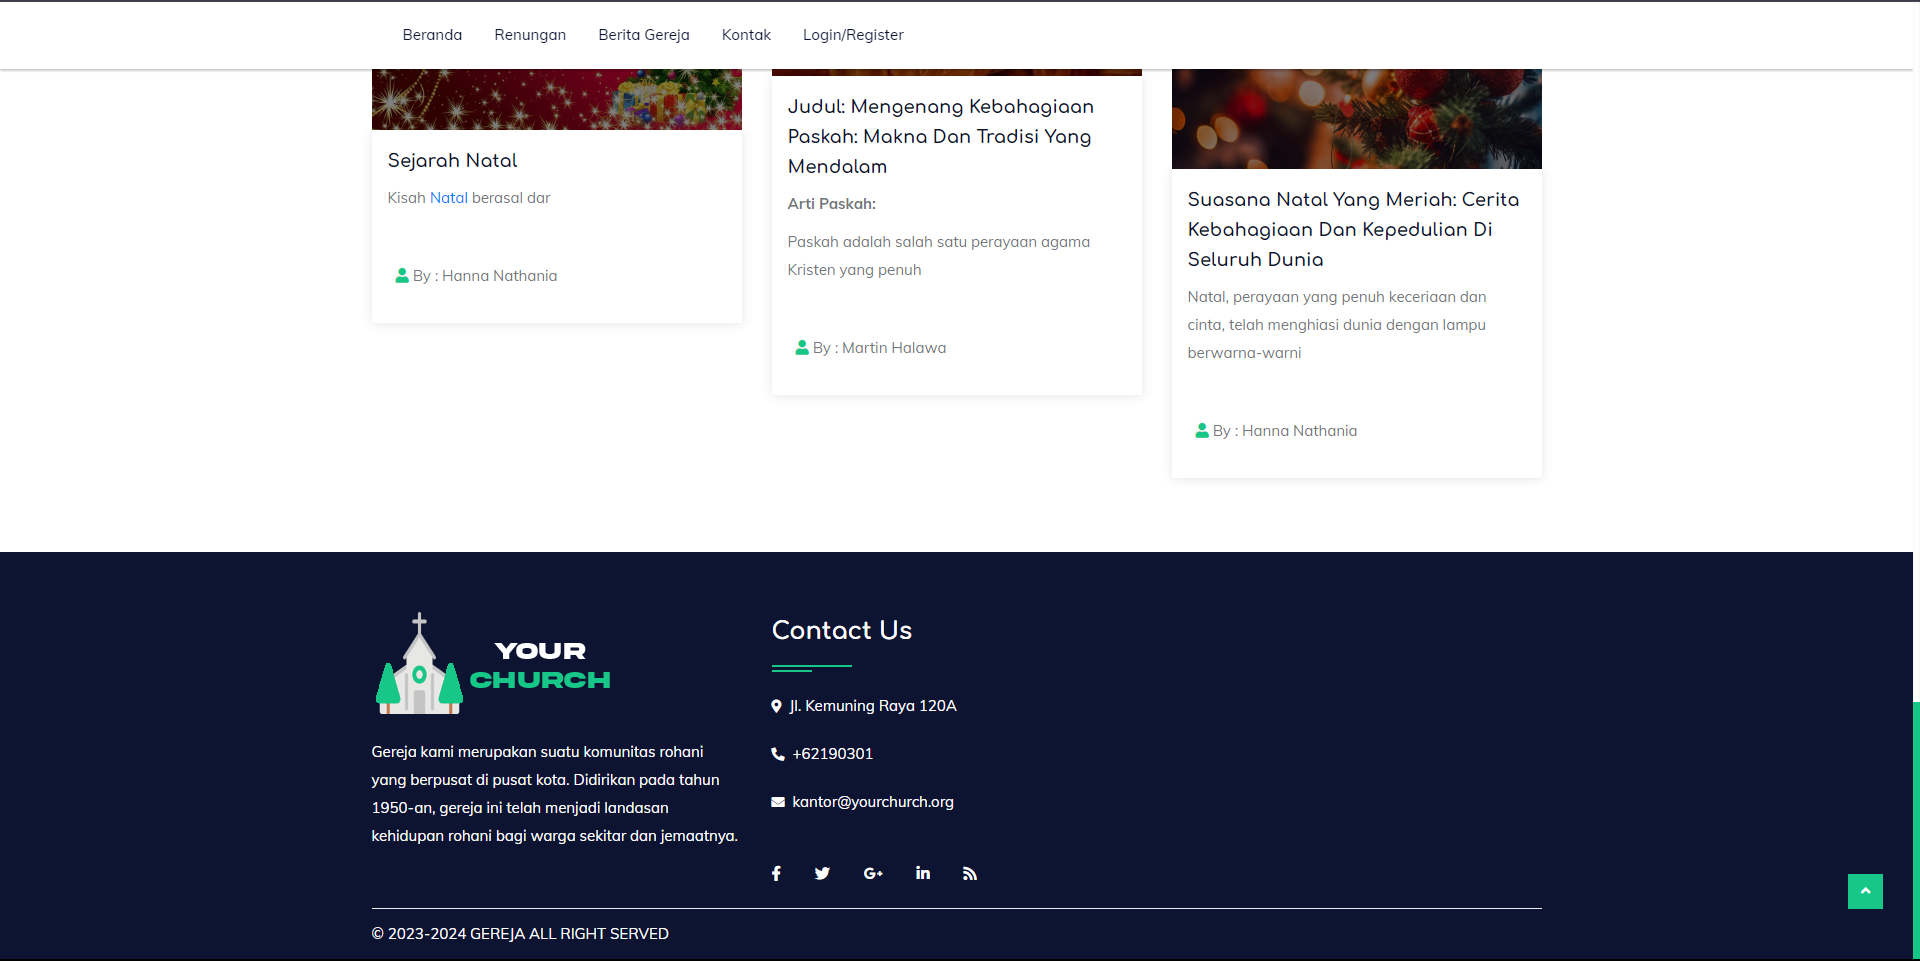 Beranda Renungan Berita Gereja Kontak Login/Register
Sejarah Natal
Kisah Natal berasal dar
By : Hanna Nathania
Judul: Mengenang Kebahagiaan
Paskah: Makna Dan Tradisi Yang
Mendalam
Arti Paskah:
Paskah adalah salah satu perayaan agama
Kristen yang penuh
By : Martin Halawa
Suasana Natal Yang Meriah: Cerita
Kebahagiaan Dan Kepedulian Di
Seluruh Dunia
Natal, perayaan yang penuh keceriaan dan
cinta, telah menghiasi dunia dengan lampu
berwarna-warni
By : Hanna Nathania
YOUR
CHURCH
Gereja kami merupakan suatu komunitas rohani
yang berpusat di pusat kota. Didirikan pada tahun
1950-an, gereja ini telah menjadi landasan
kehidupan rohani bagi warga sekitar dan jemaatnya.
Contact Us
Jl. Kemuning Raya 120A
+62190301
kantor@yourchurch.org
© 2023-2024 GEREJA ALL RIGHT SERVED